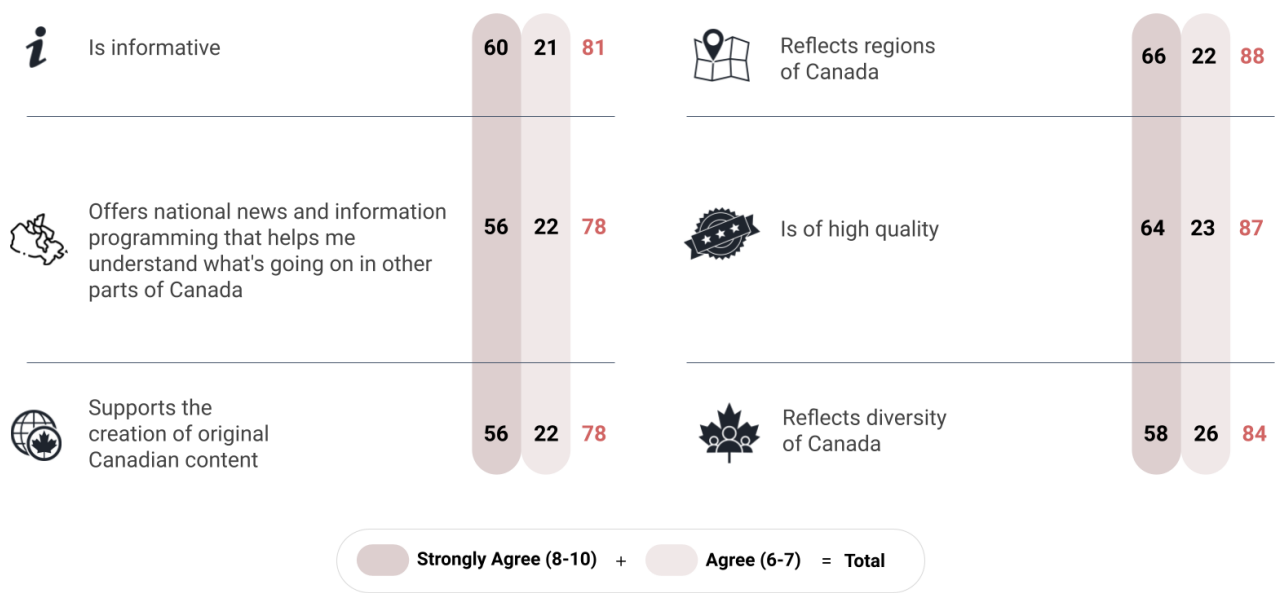 Is informative
60 21 81
Offers national news and information
programming that helps me
understand what's going on in other
parts of Canada
56 22 78
Supports the
creation of original
Canadian content
56 22 78
Reflects regions
of Canada
66 22 88
Is of high quality
64 23 87
Reflects diversity
of Canada
58 26 84
Strongly Agree (8-10) + Agree (6-7) = Total